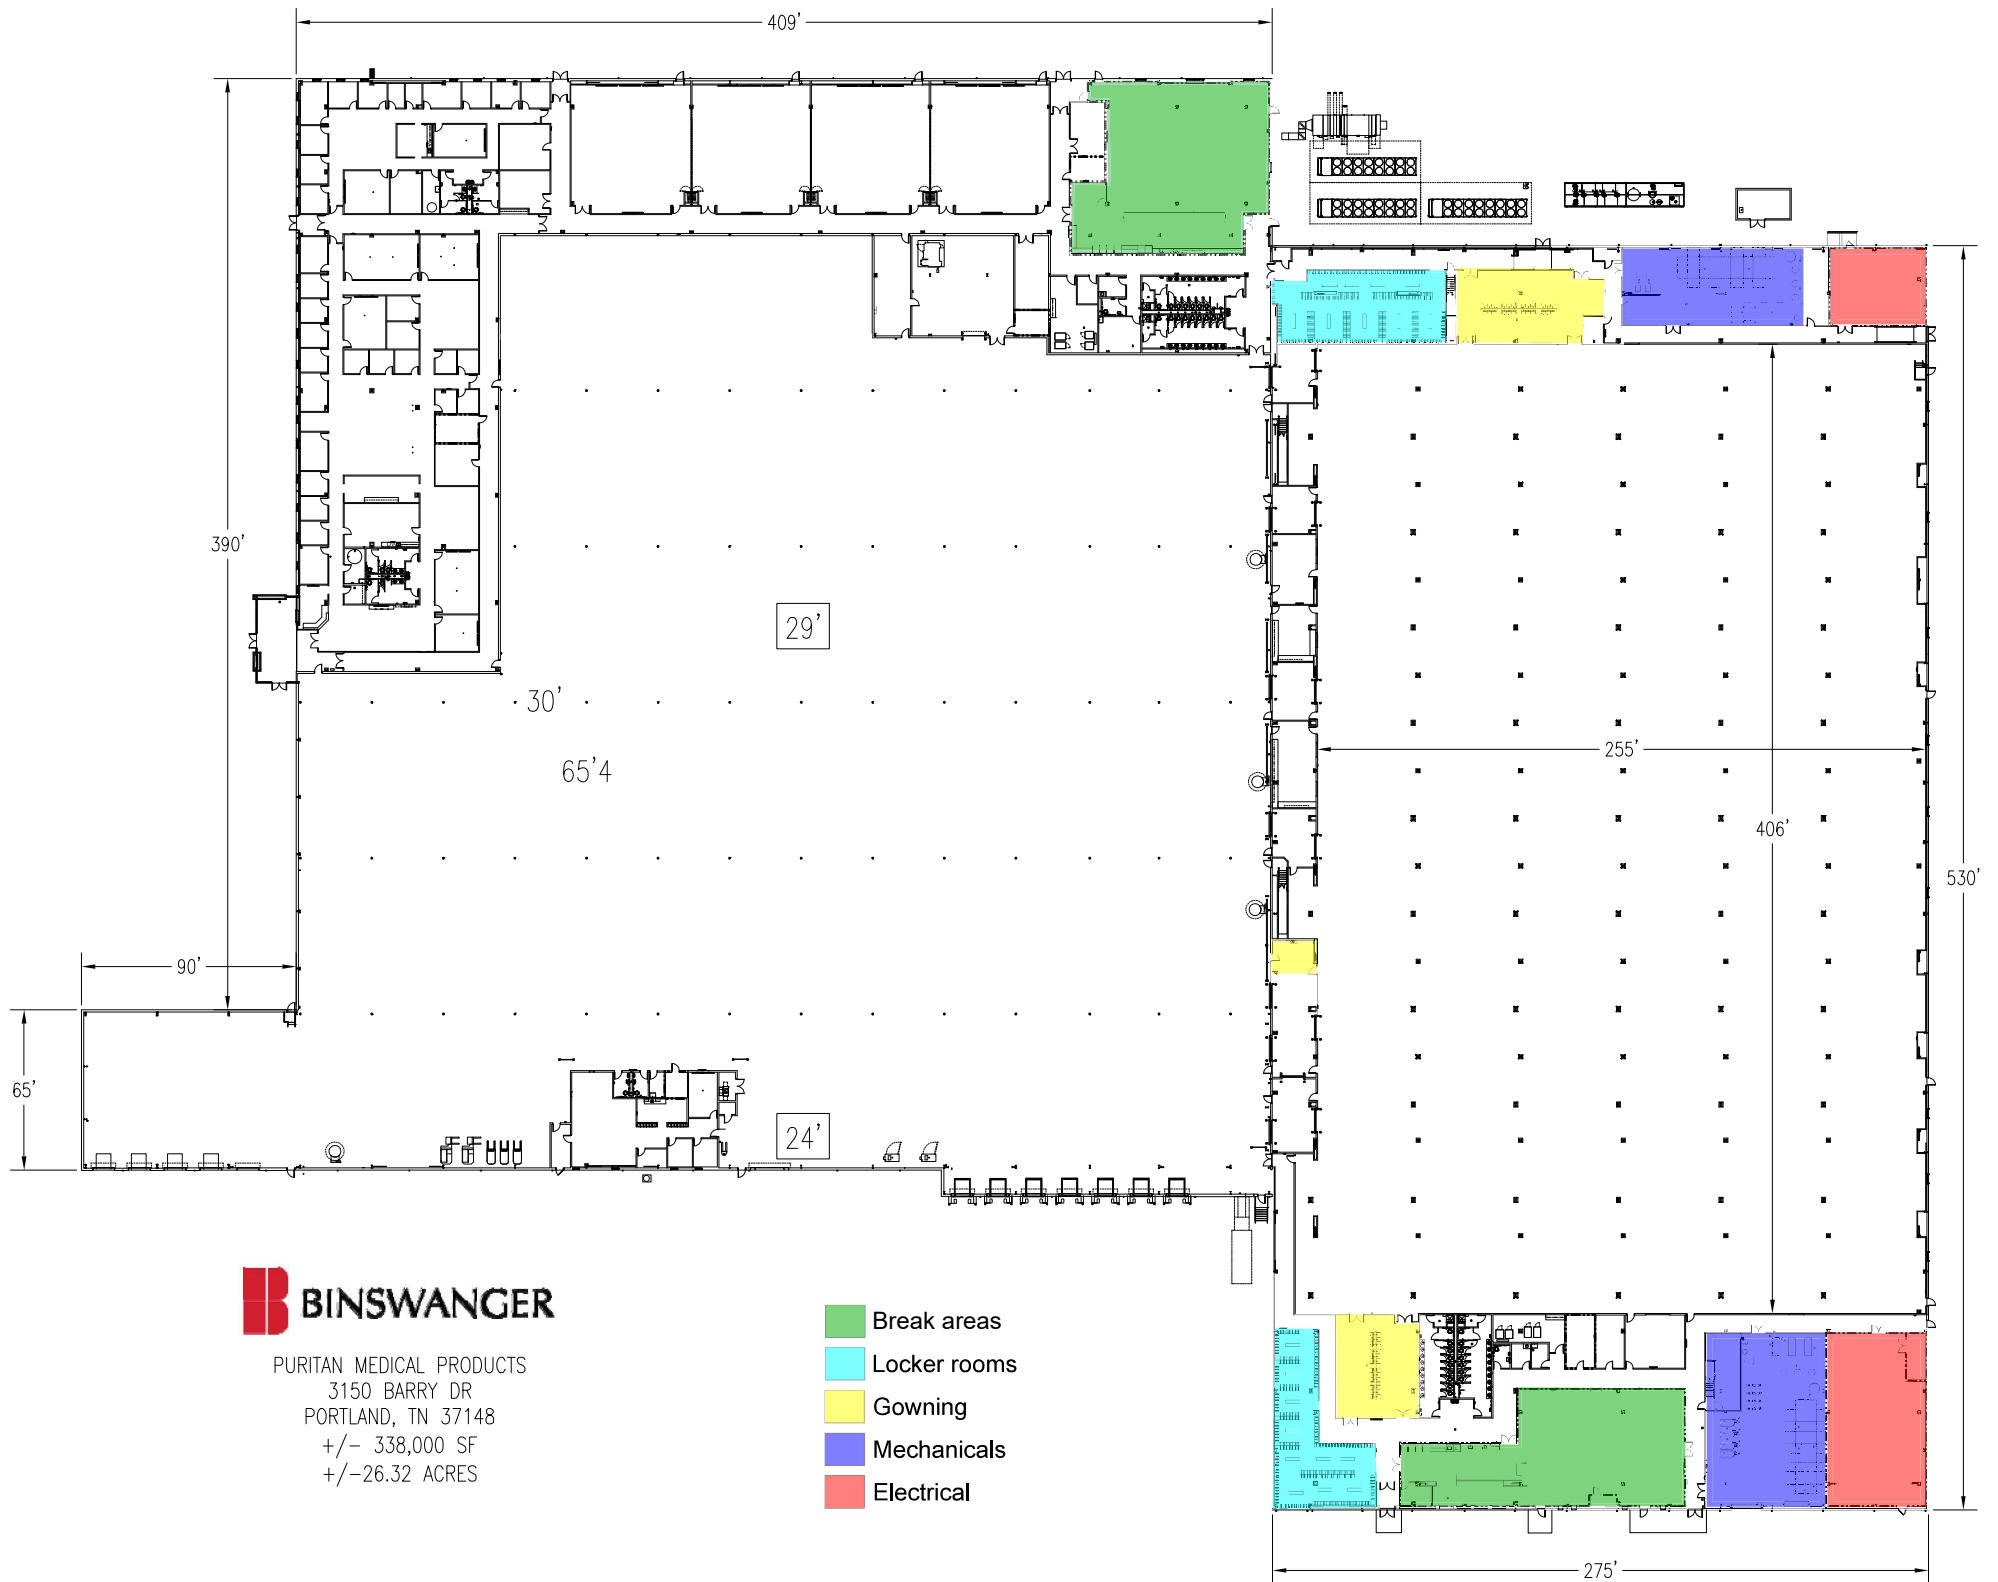 409'
390'
29'
30'
65'4
255'
406'
530'
90'
65'
24'
BINSWANGER
PURITAN MEDICAL PRODUCTS
3150 BARRY DR
PORTLAND, TN 37148
+/- 338,000 SF
+/-26.32 ACRES
Break areas
Locker rooms
Gowning
Mechanicals
Electrical
275'